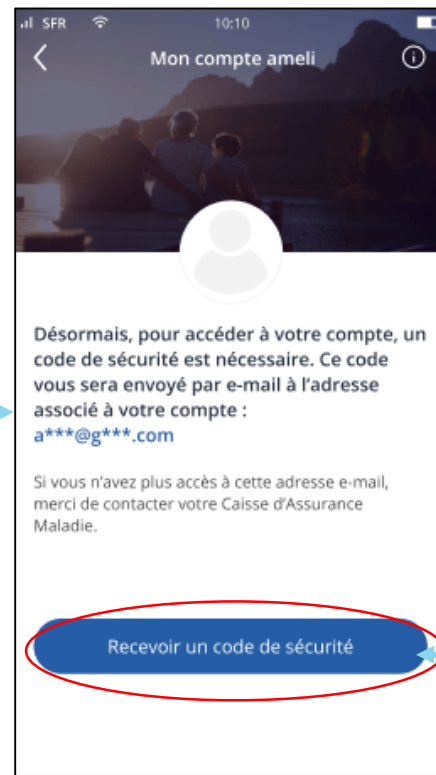 SFR 10:10
Mon compte ameli
Désormais, pour accéder à votre compte, un
code de sécurité est nécessaire. Ce code
vous sera envoyé par e-mail à l'adresse
associé à votre compte :
a***@g***.com
Si vous n'avez plus accès à cette adresse e-mail,
merci de contacter votre Caisse d'Assurance
Maladie.
Recevoir un code de sécurité